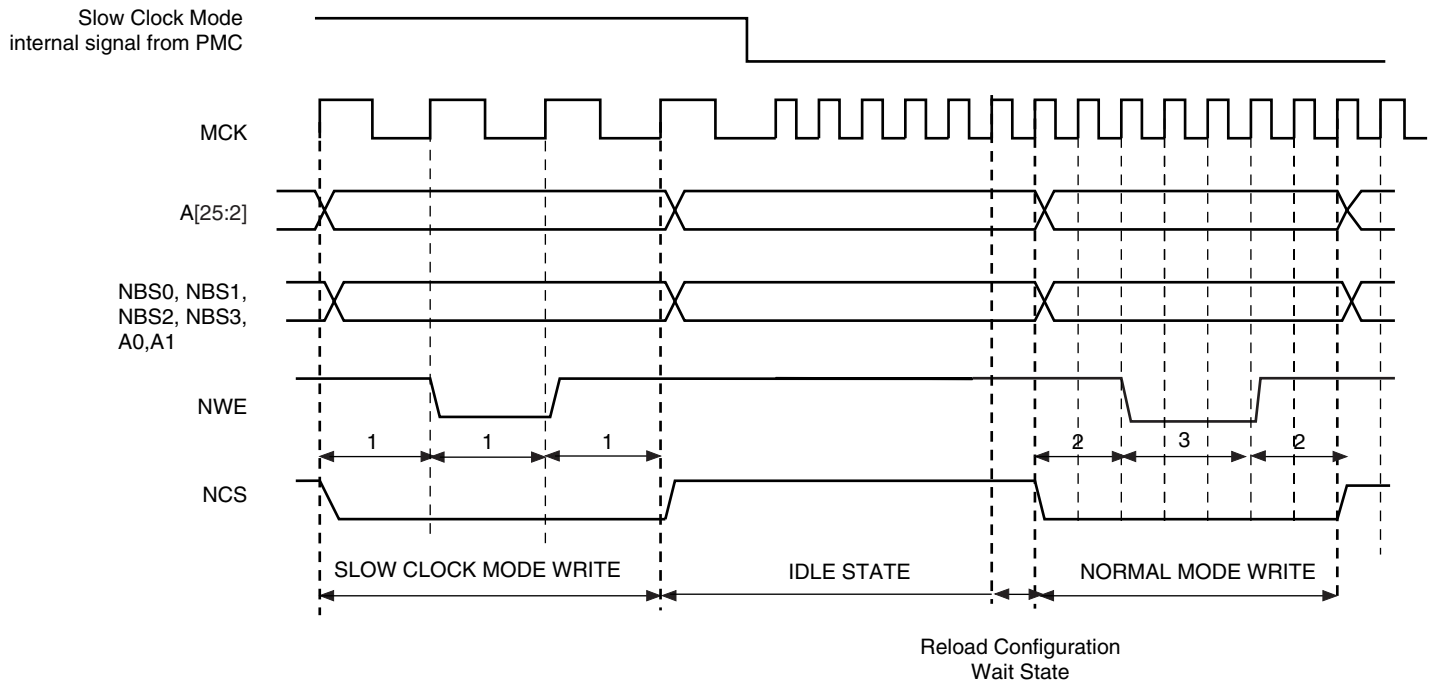 Slow Clock Mode
internal signal from PMC
MCK
A[25:2]
NBS0, NBS1,
NBS2, NBS3,
A0,A1
NWE
1 1 1 2 3 2
NCS
SLOW CLOCK MODE WRITE IDLE STATE NORMAL MODE WRITE
Reload Configuration
Wait State